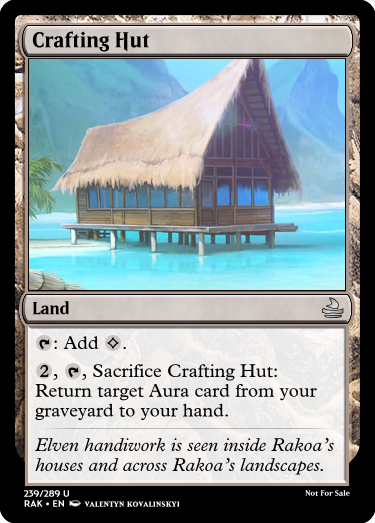 Crafting Hut
Land
: Add .
2, , Sacrifice Crafting Hut:
Return target Aura card from your
graveyard to your hand.
Elven handiwork is seen inside Rakoa's
houses and across Rakoa's landscapes.
239/289 U
Not For Sale
RAK • EN VALENTYN KOVALINSKYI